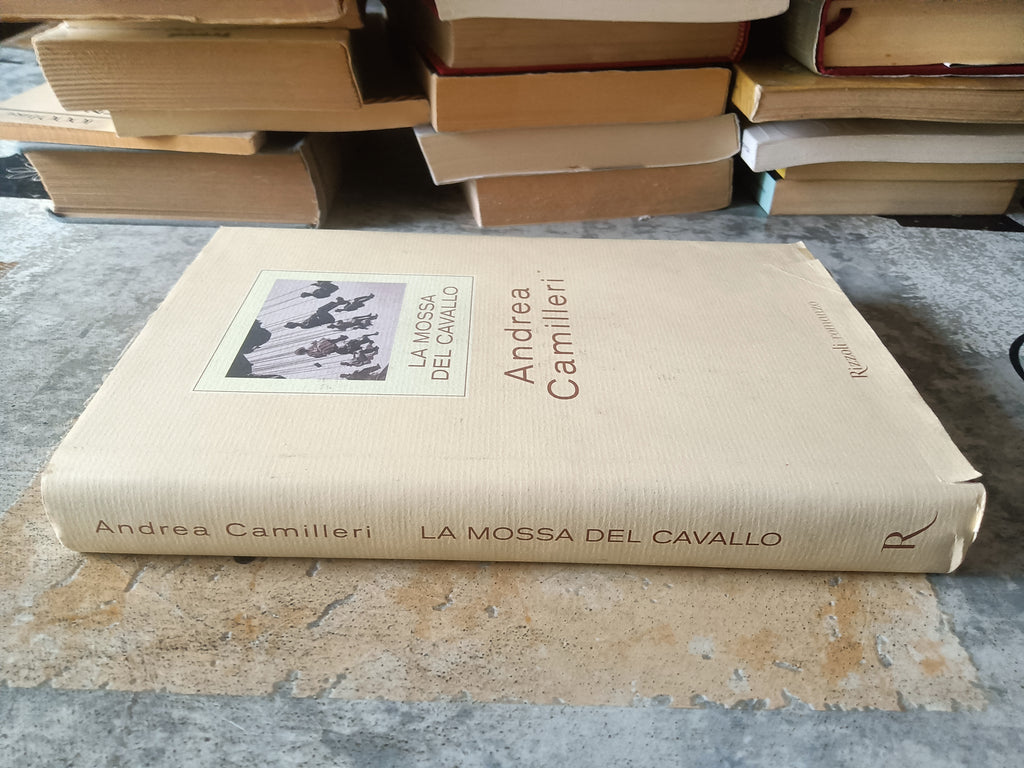 LA MOSSA
DEL CAVALLO
Andrea
Camilleri
Rizzoli romanzo
Andrea Camilleri LA MOSSA DEL CAVALLO R